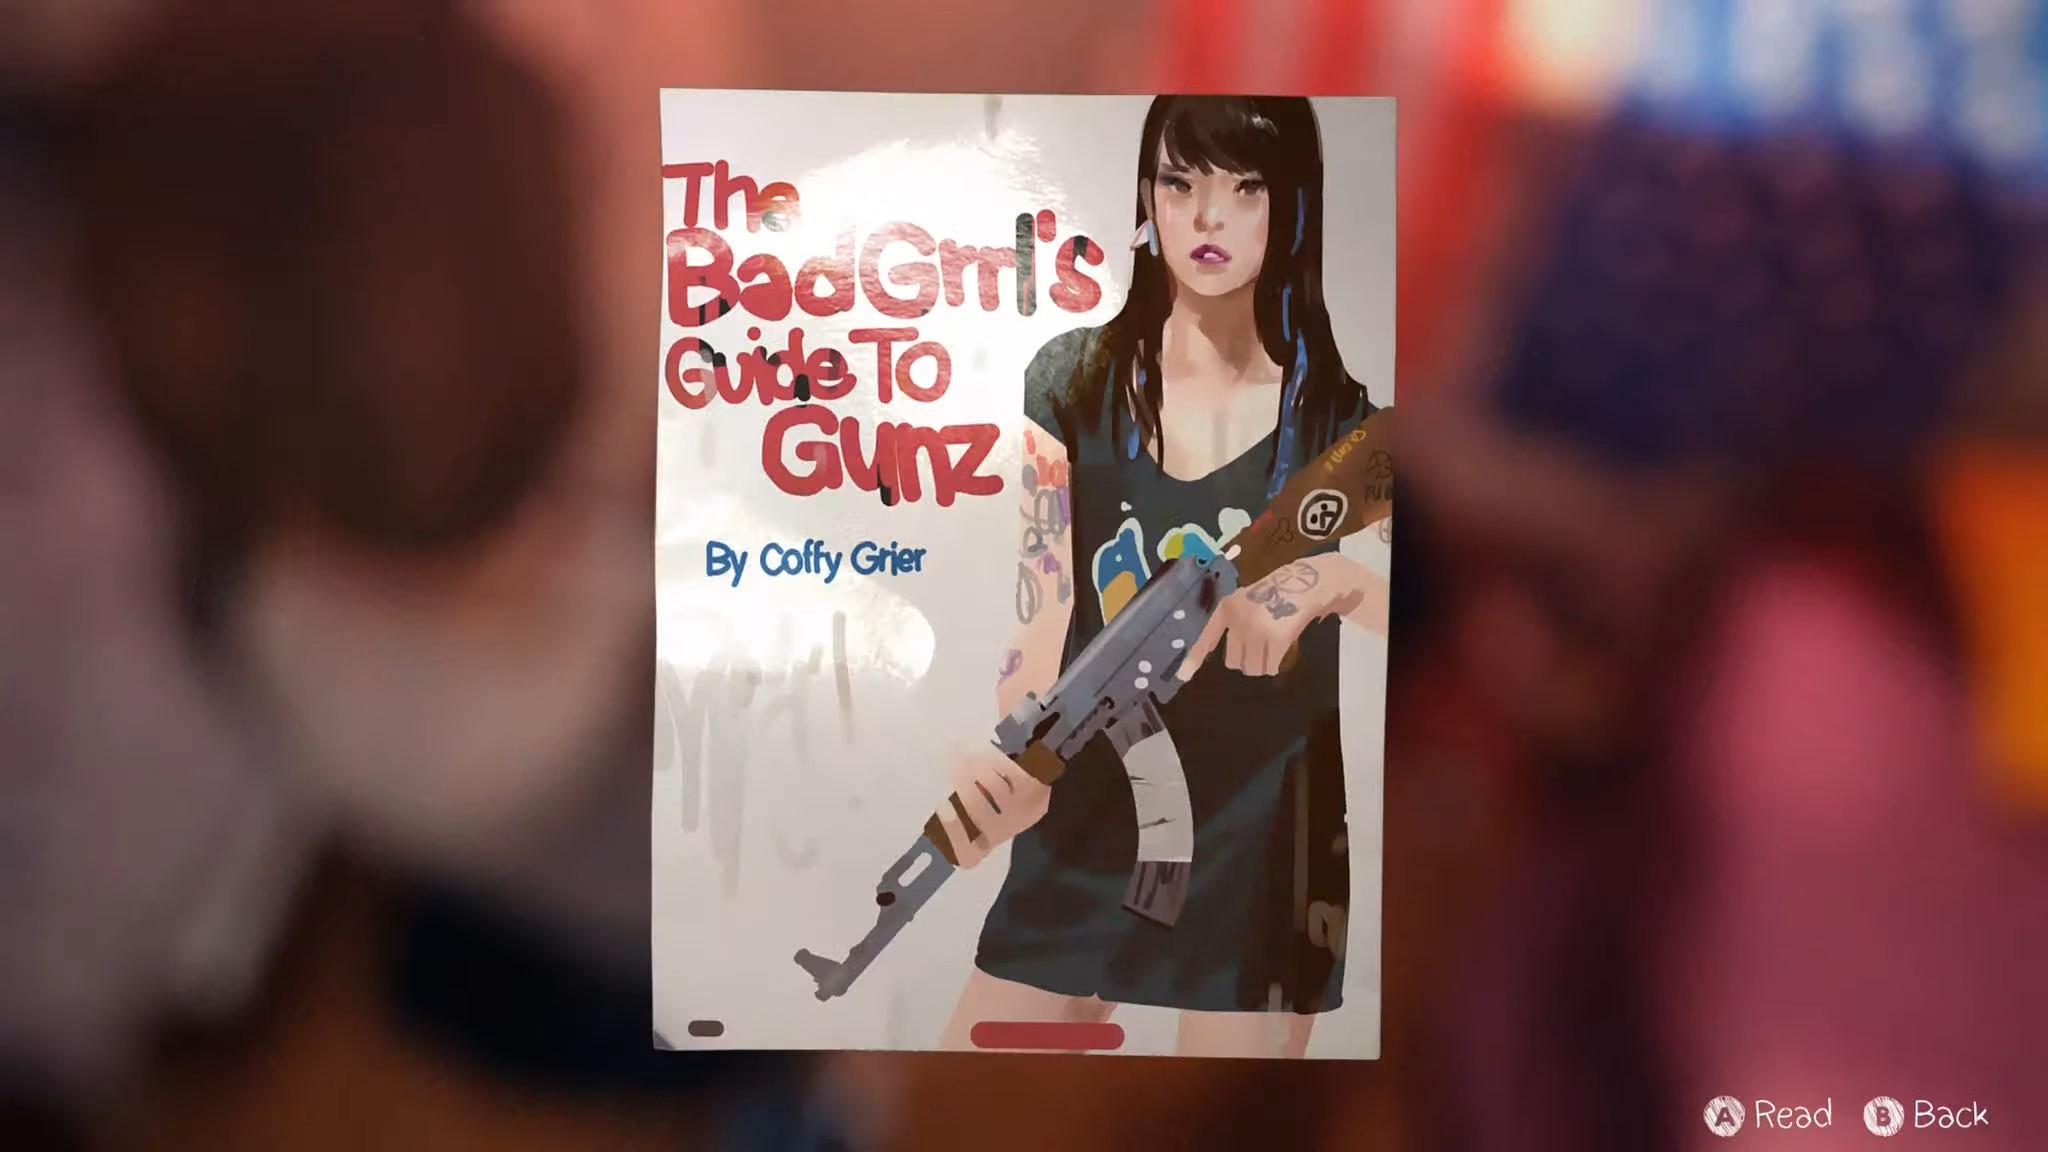 The
BadGrrl's
Guide To
Gunz
By Coffy Grier
A Read B Back